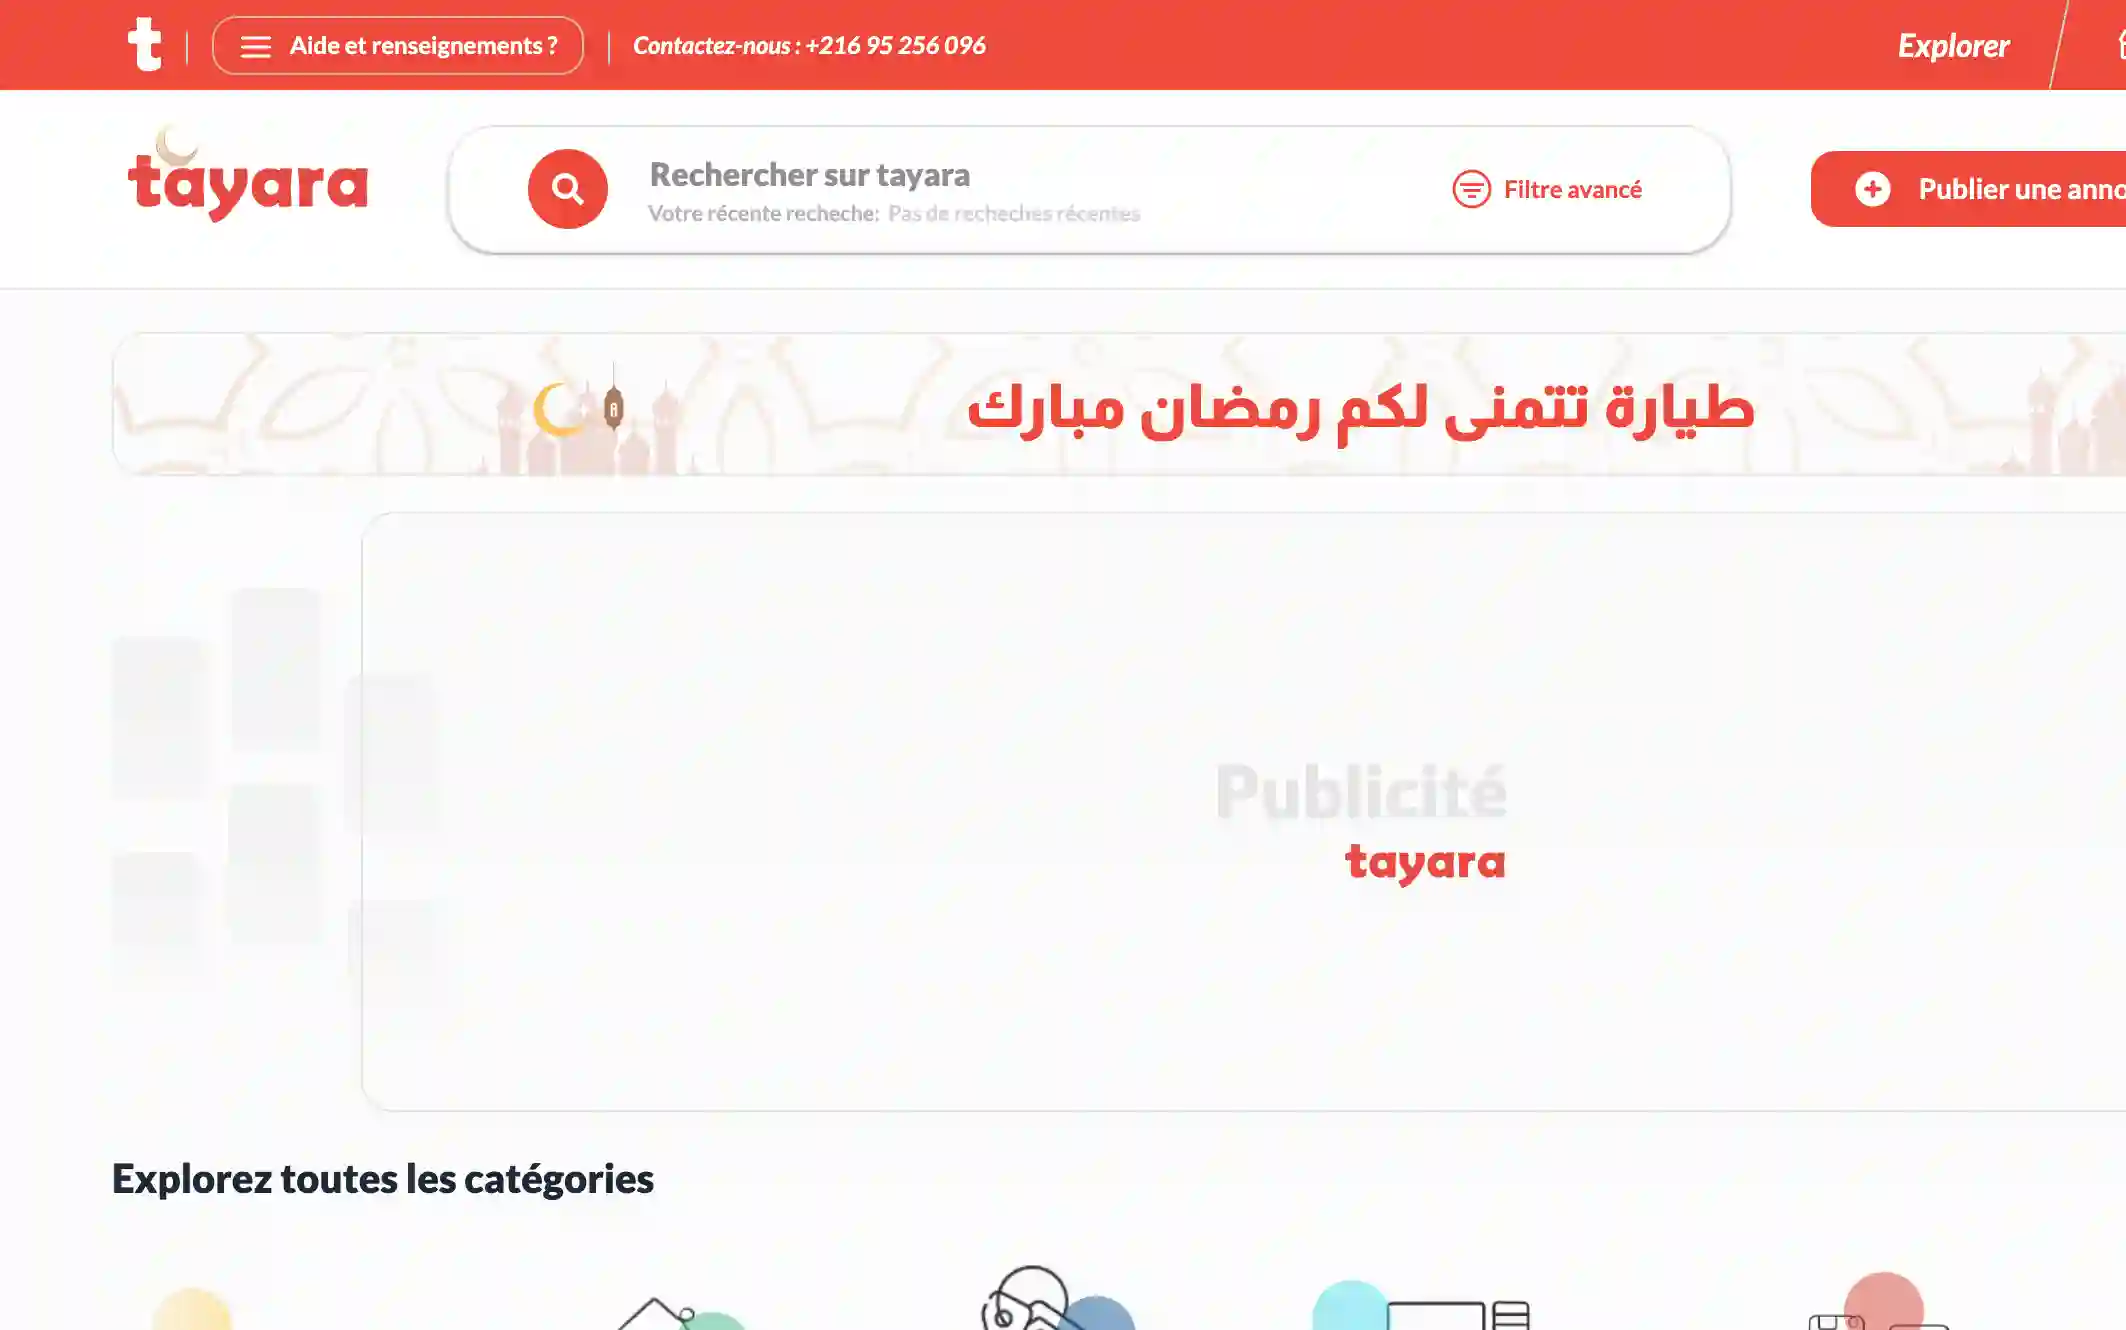 t
Aide et renseignements ?
Contactez-nous : +216 95 256 096
Explorer
tayara
Rechercher sur tayara
Votre récente recheche: Pas de recheches récentes
Filtre avancé
Publier une anno
طيارة تتمنى لكم رمضان مبارك
Publicité
tayara
Explorez toutes les catégories